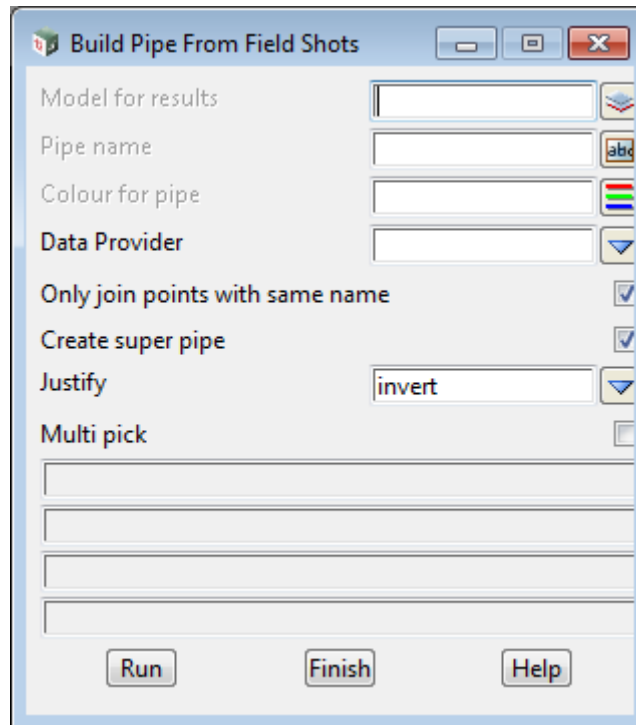 Build Pipe From Field Shots
Model for results
Pipe name
abc
Colour for pipe
Data Provider
Only join points with same name
Create super pipe
Justify invert
Multi pick
Run Finish Help